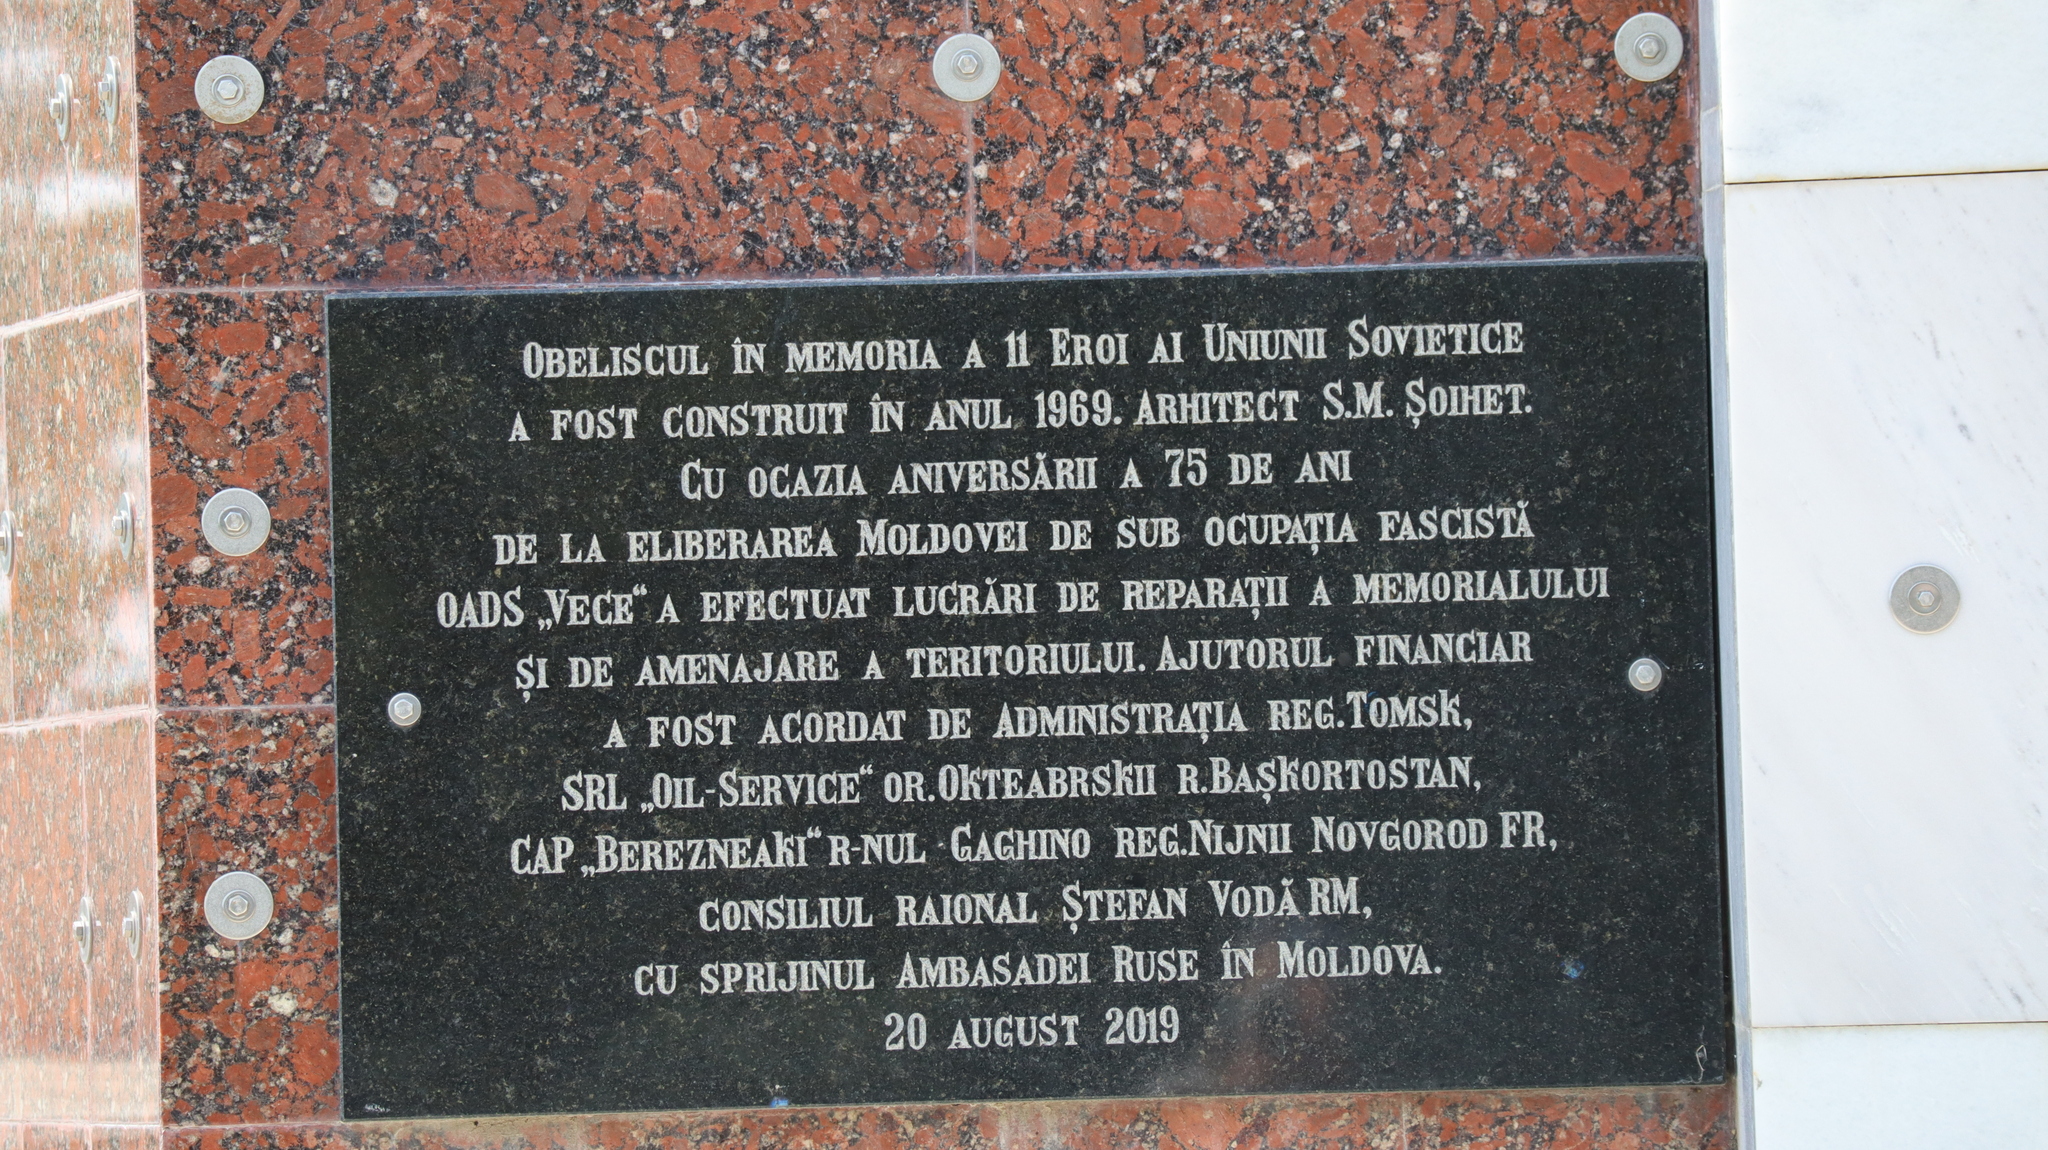 OBELISCUL ÎN MEMORIA A 11 EROI AI UNIUNII SOVIETICE
A FOST CONSTRUIT ÎN ANUL 1969. ARHITECT S.M. ȘOIHET.
CU OCAZIA ANIVERSĂRII A 75 DE ANI
DE LA ELIBERAREA MOLDOVEI DE SUB OCUPAȚIA FASCISTĂ
OADS „VECE“ A EFECTUAT LUCRĂRI DE REPARAȚII A MEMORIALULUI
ȘI DE AMENAJARE A TERITORIULUI. AJUTORUL FINANCIAR
A FOST ACORDAT DE ADMINISTRAȚIA REG.TOMSK,
SRL „OIL-SERVICE“ OR.OKTEABRSKII R.BAȘKORTOSTAN,
CAP „BEREZNEAKI“ R-NUL GAGHINO REG.NIJNII NOVGOROD FR,
CONSILIUL RAIONAL ȘTEFAN VODĂ RM,
CU SPRIJINUL AMBASADEI RUSE ÎN MOLDOVA.
20 AUGUST 2019